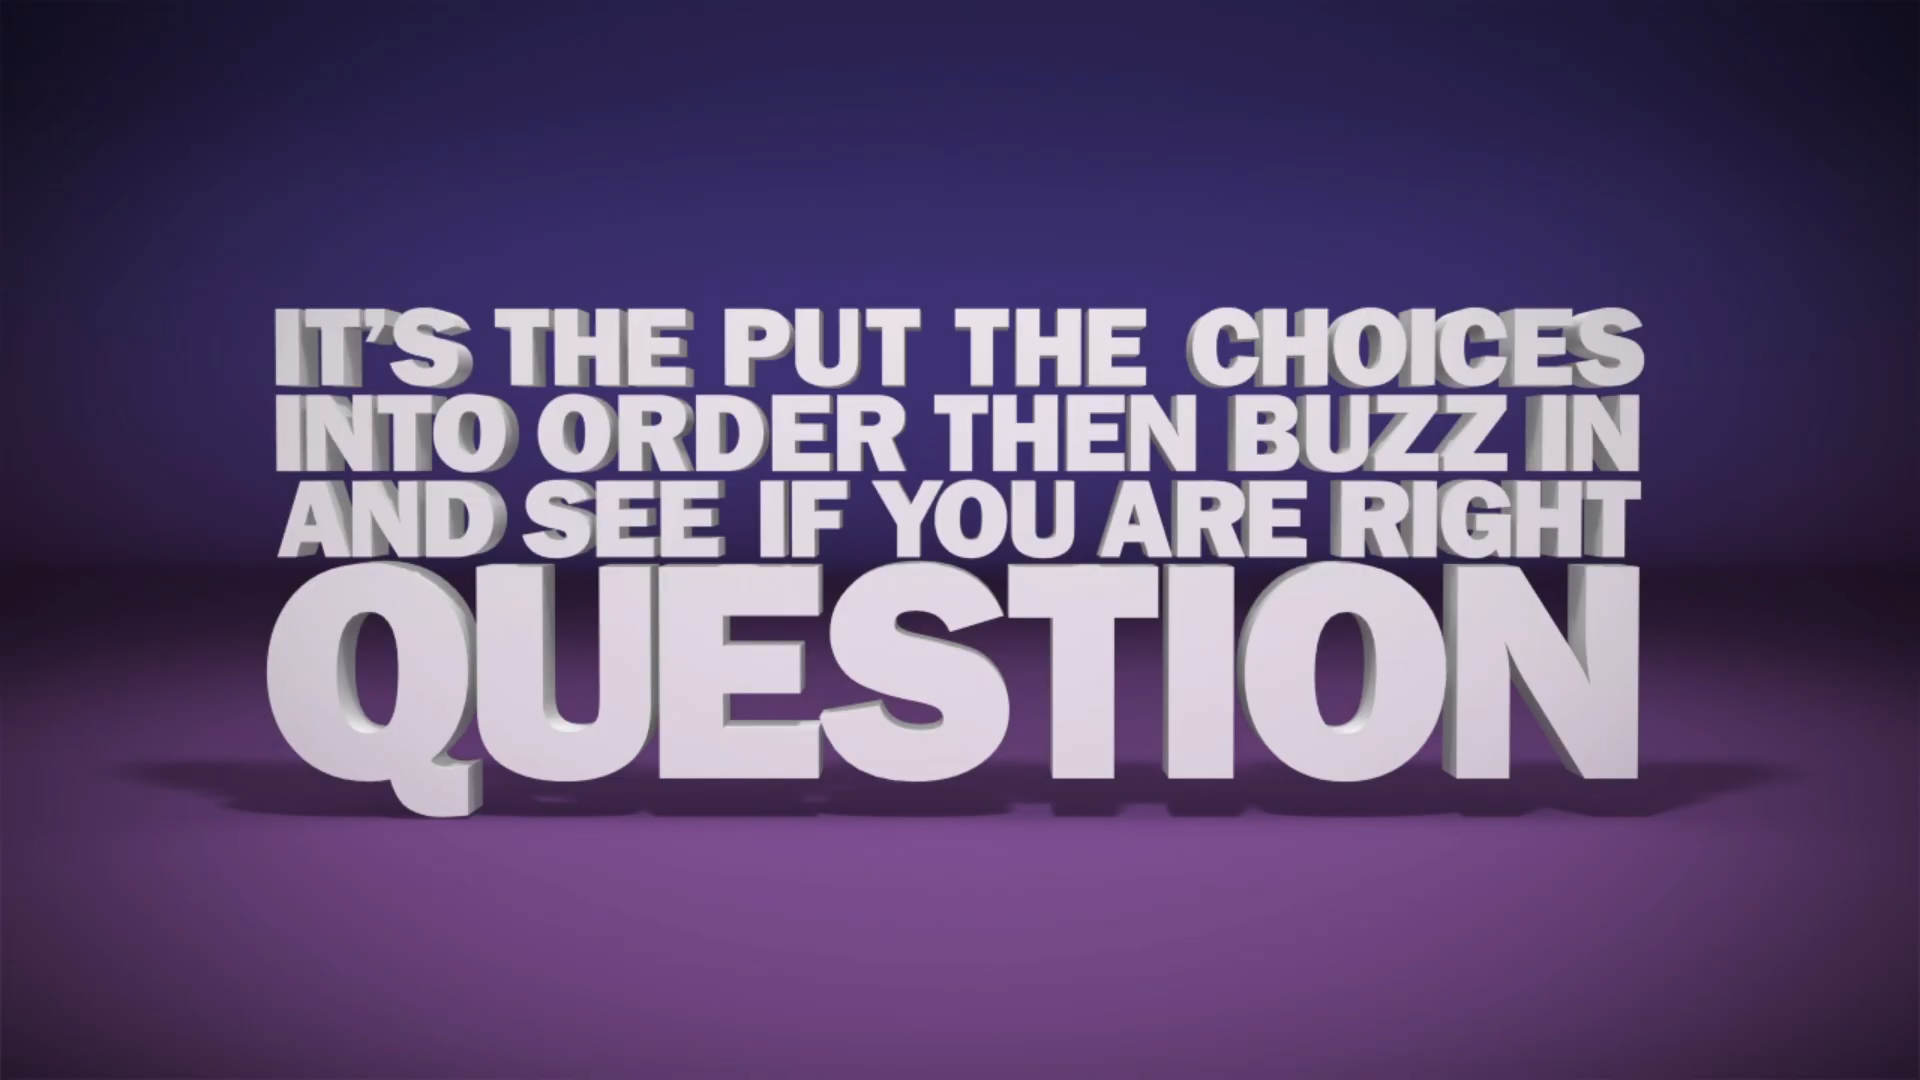 IT'S THE PUT THE CHOICES
INTO ORDER THEN BUZZ IN
AND SEE IF YOU ARE RIGHT
QUESTION